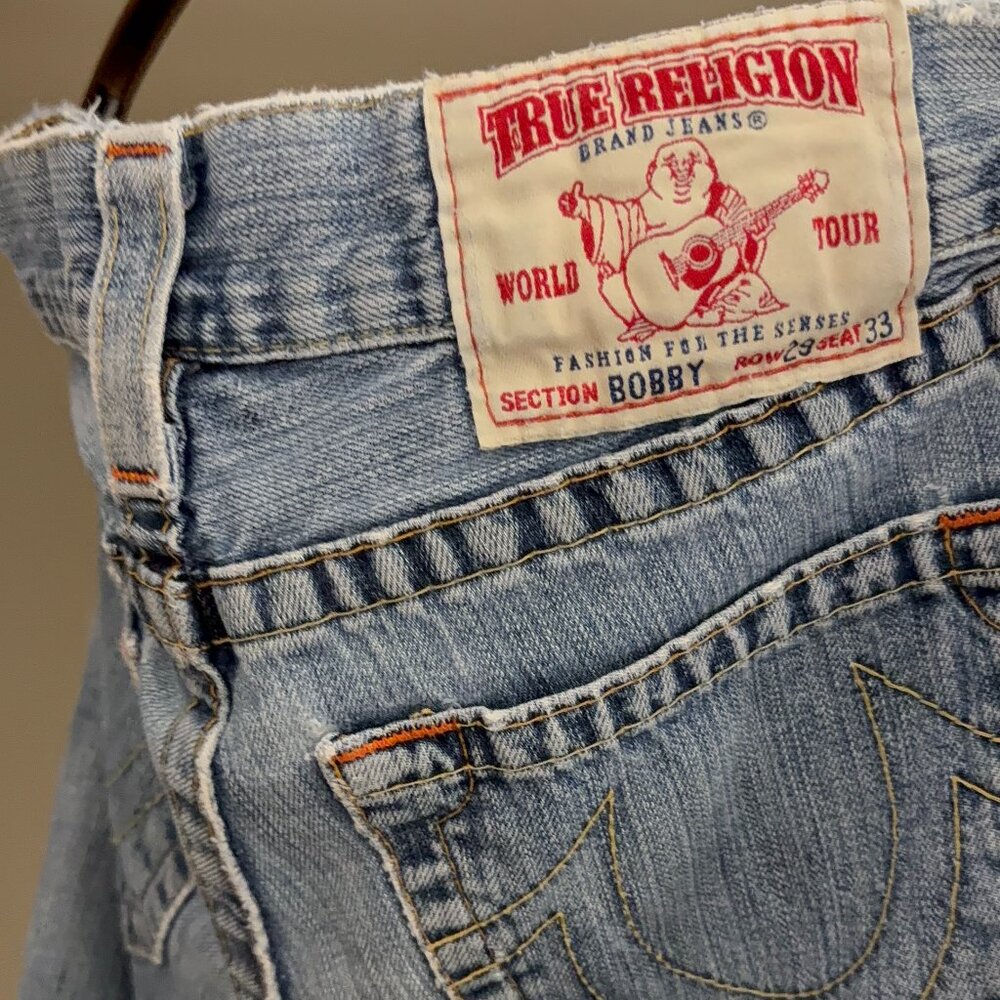 TRUE RELIGION
BRAND JEANS®
WORLD TOUR
FASHION FOR THE SENSES
SECTION BOBBY ROW 29 SEAT 33